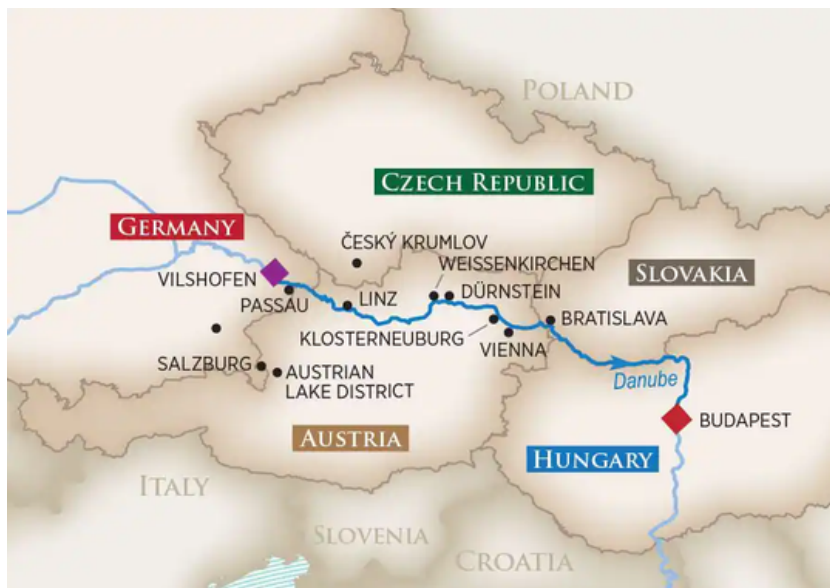 POLAND
CZECH REPUBLIC
GERMANY
ČESKÝ KRUMLOV
WEISSENKIRCHEN
SLOVAKIA
VILSHOFEN
PASSAU
LINZ
DÜRNSTEIN
BRATISLAVA
KLOSTERNEUBURG
VIENNA
SALZBURG
AUSTRIAN
LAKE DISTRICT
Danube
BUDAPEST
AUSTRIA
HUNGARY
ITALY
SLOVENIA
CROATIA